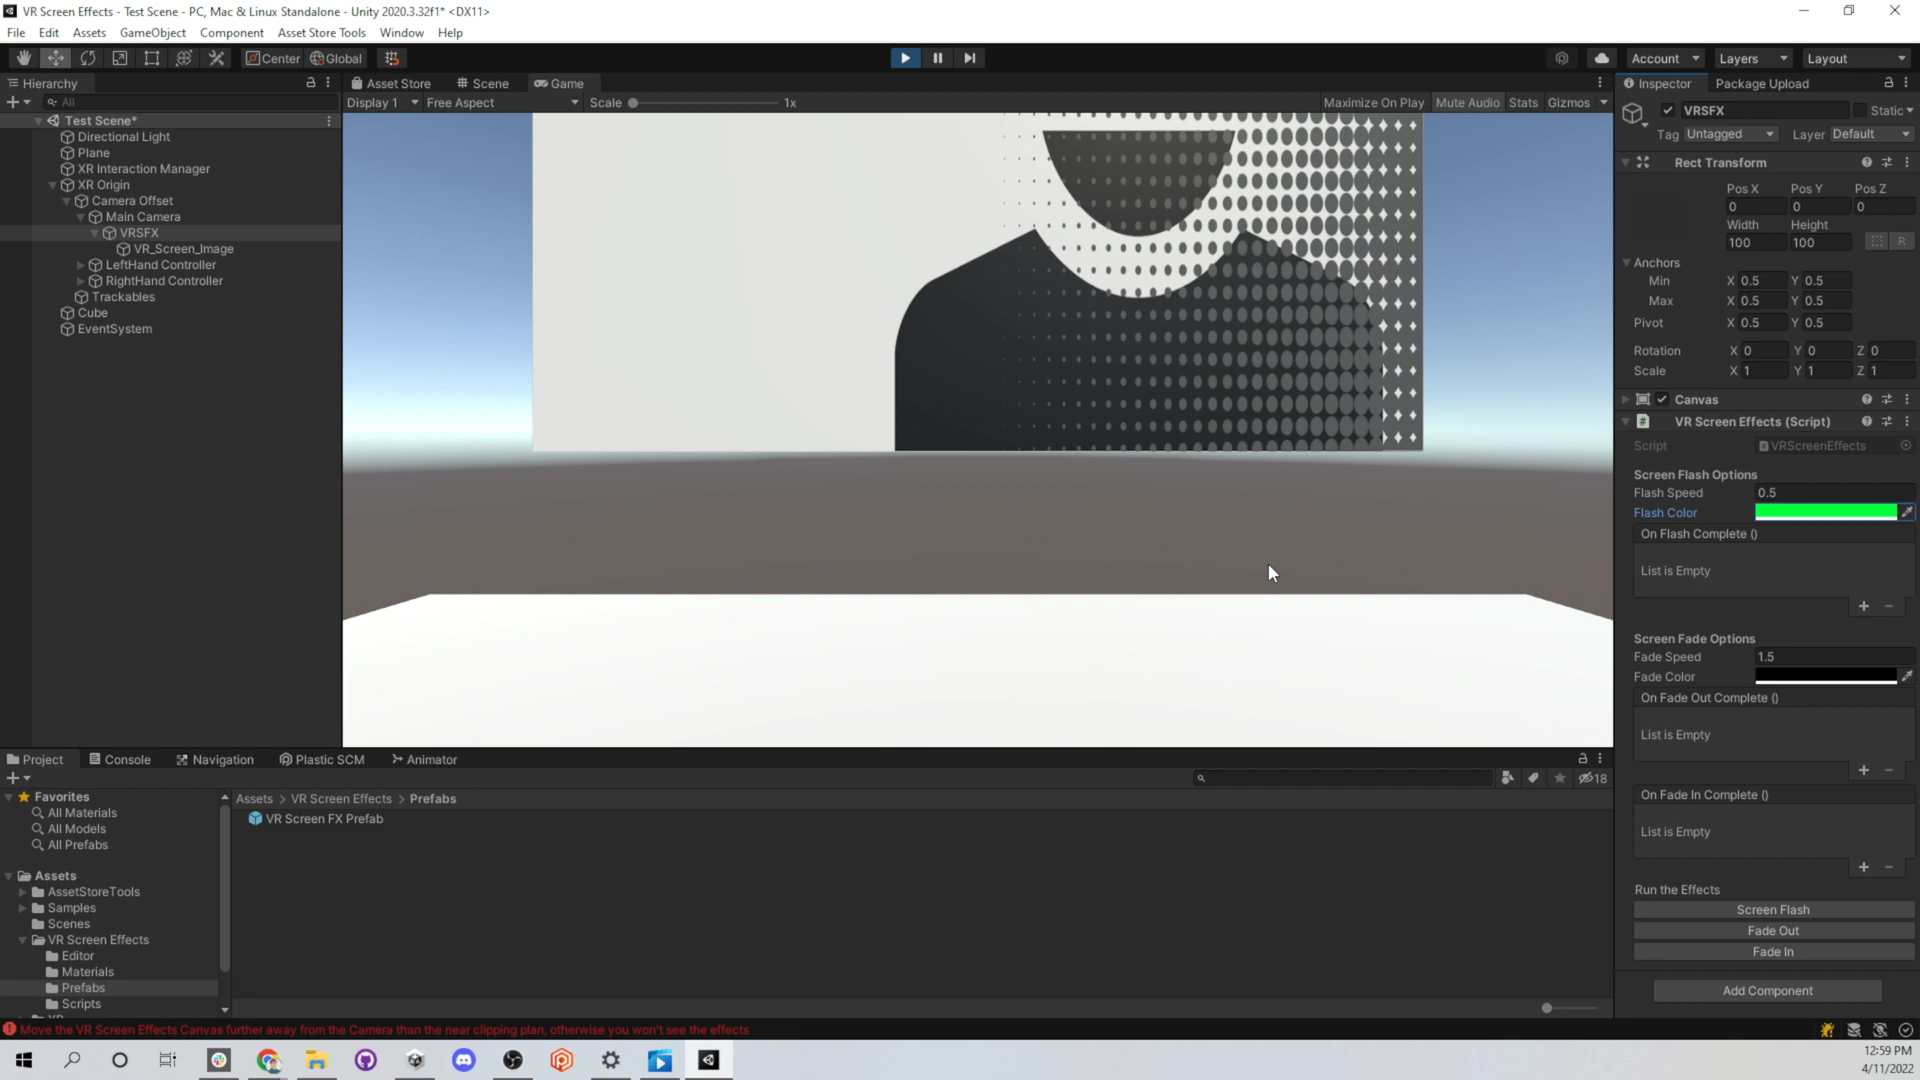 VR Screen Effects - Test Scene - PC, Mac & Linux Standalone - Unity 2020.3.32f1* <DX11>
File Edit Assets GameObject Component Asset Store Tools Window Help
Center Global
Account Layers Layout
Hierarchy
Asset Store Scene Game
Inspector Package Upload
All
Display 1 Free Aspect Scale 1x Maximize On Play Mute Audio Stats Gizmos
VRSFX Static
Tag Untagged Layer Default
Test Scene*
Directional Light
Plane
XR Interaction Manager
XR Origin
Camera Offset
Main Camera
VRSFX
VR_Screen_Image
LeftHand Controller
RightHand Controller
Trackables
Cube
EventSystem
Rect Transform
Pos X Pos Y Pos Z
0 0 0
Width Height
100 100 R
Anchors
Min X 0.5 Y 0.5
Max X 0.5 Y 0.5
Pivot X 0.5 Y 0.5
Rotation X 0 Y 0 Z 0
Scale X 1 Y 1 Z 1
Canvas
# VR Screen Effects (Script)
Script VRScreenEffects
Screen Flash Options
Flash Speed 0.5
Flash Color
On Flash Complete ()
List is Empty
+ -
Screen Fade Options
Fade Speed 1.5
Fade Color
On Fade Out Complete ()
List is Empty
+ -
On Fade In Complete ()
List is Empty
+ -
Run the Effects
Screen Flash
Fade Out
Fade In
Add Component
Project Console Navigation Plastic SCM Animator
18
Favorites
All Materials
All Models
All Prefabs
Assets
AssetStoreTools
Samples
Scenes
VR Screen Effects
Editor
Materials
Prefabs
Scripts
Assets > VR Screen Effects > Prefabs
VR Screen FX Prefab
Move the VR Screen Effects Canvas further away from the Camera than the near clipping plan, otherwise you won't see the effects
12:59 PM
4/11/2022